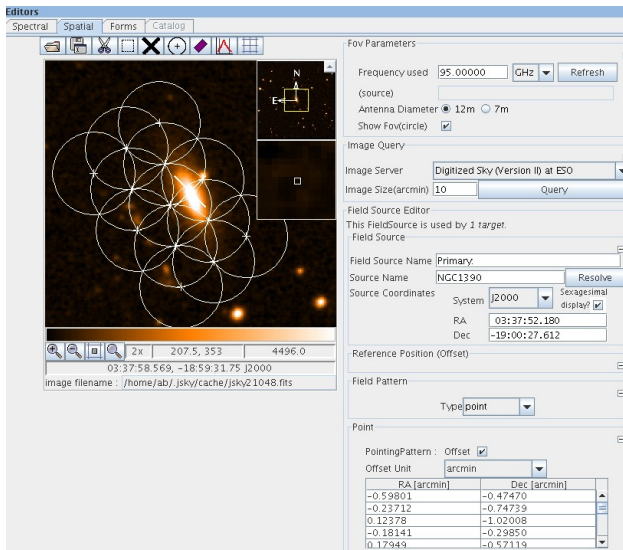 Editors
Spectral Spatial Forms Catalog
N
E
2x 207.5, 353 4496.0
03:37:58.569, -18:59:31.75 J2000
image filename : /home/ab/.jsky/cache/jsky21048.fits
Fov Parameters
Frequency used 95.00000 GHz Refresh
(source)
Antenna Diameter 12m 7m
Show Fov(circle)
Image Query
Image Server Digitized Sky (Version II) at ESO
Image Size(arcmin) 10 Query
Field Source Editor
This FieldSource is used by 1 target.
Field Source
Field Source Name Primary:
Source Name NGC1390 Resolve
Source Coordinates System J2000 Sexagesimal display?
RA 03:37:52.180
Dec -19:00:27.612
Reference Position (Offset)
Field Pattern
Type point
Point
PointingPattern : Offset
Offset Unit arcmin
RA [arcmin] Dec [arcmin]
-0.59801 -0.47470
-0.23712 -0.74739
0.12378 -1.02008
-0.18141 -0.29850
0.17949 -0.57119